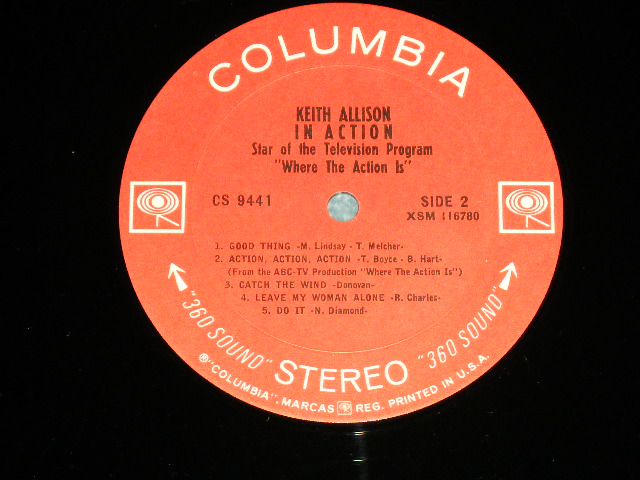 COLUMBIA
KEITH ALLISON
IN ACTION
Star of the Television Program
"Where The Action Is"
CS 9441
SIDE 2
XSM 116780
1. GOOD THING -M. Lindsay - T. Melcher-
2. ACTION, ACTION, ACTION -T. Boyce - B. Hart-
(From the ABC-TV Production "Where The Action Is")
3. CATCH THE WIND -Donovan-
4. LEAVE MY WOMAN ALONE -R. Charles-
5. DO IT -N. Diamond-
"360 SOUND" STEREO "360 SOUND"
® "COLUMBIA", MARCAS REG. PRINTED IN U.S.A.